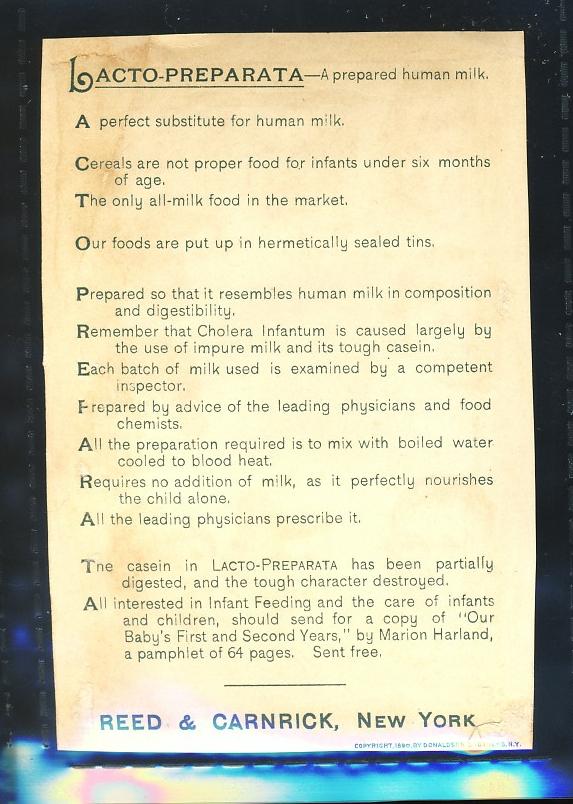 LACTO-PREPARATA—A prepared human milk.
A perfect substitute for human milk.
Cereals are not proper food for infants under six months
of age.
The only all-milk food in the market.
Our foods are put up in hermetically sealed tins.
Prepared so that it resembles human milk in composition
and digestibility.
Remember that Cholera Infantum is caused largely by
the use of impure milk and its tough casein.
Each batch of milk used is examined by a competent
inspector.
Prepared by advice of the leading physicians and food
chemists.
All the preparation required is to mix with boiled water
cooled to blood heat.
Requires no addition of milk, as it perfectly nourishes
the child alone.
All the leading physicians prescribe it.
The casein in LACTO-PREPARATA has been partially
digested, and the tough character destroyed.
All interested in Infant Feeding and the care of infants
and children, should send for a copy of "Our
Baby's First and Second Years," by Marion Harland,
a pamphlet of 64 pages. Sent free.
REED & CARNRICK, NEW YORK
COPYRIGHT, 1890, BY DONALDSON BROTHERS, N.Y.